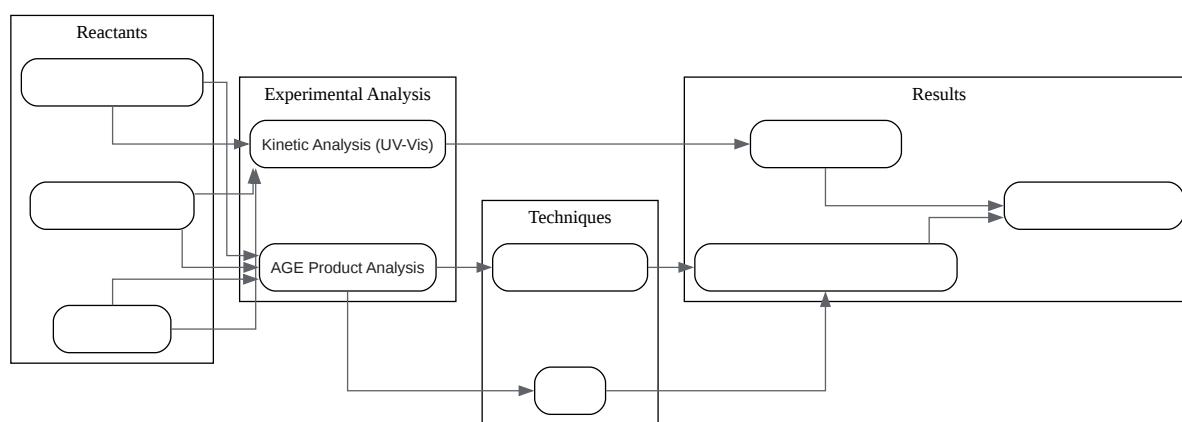 Reactants
Experimental Analysis
Kinetic Analysis (UV-Vis)
AGE Product Analysis
Techniques
Results